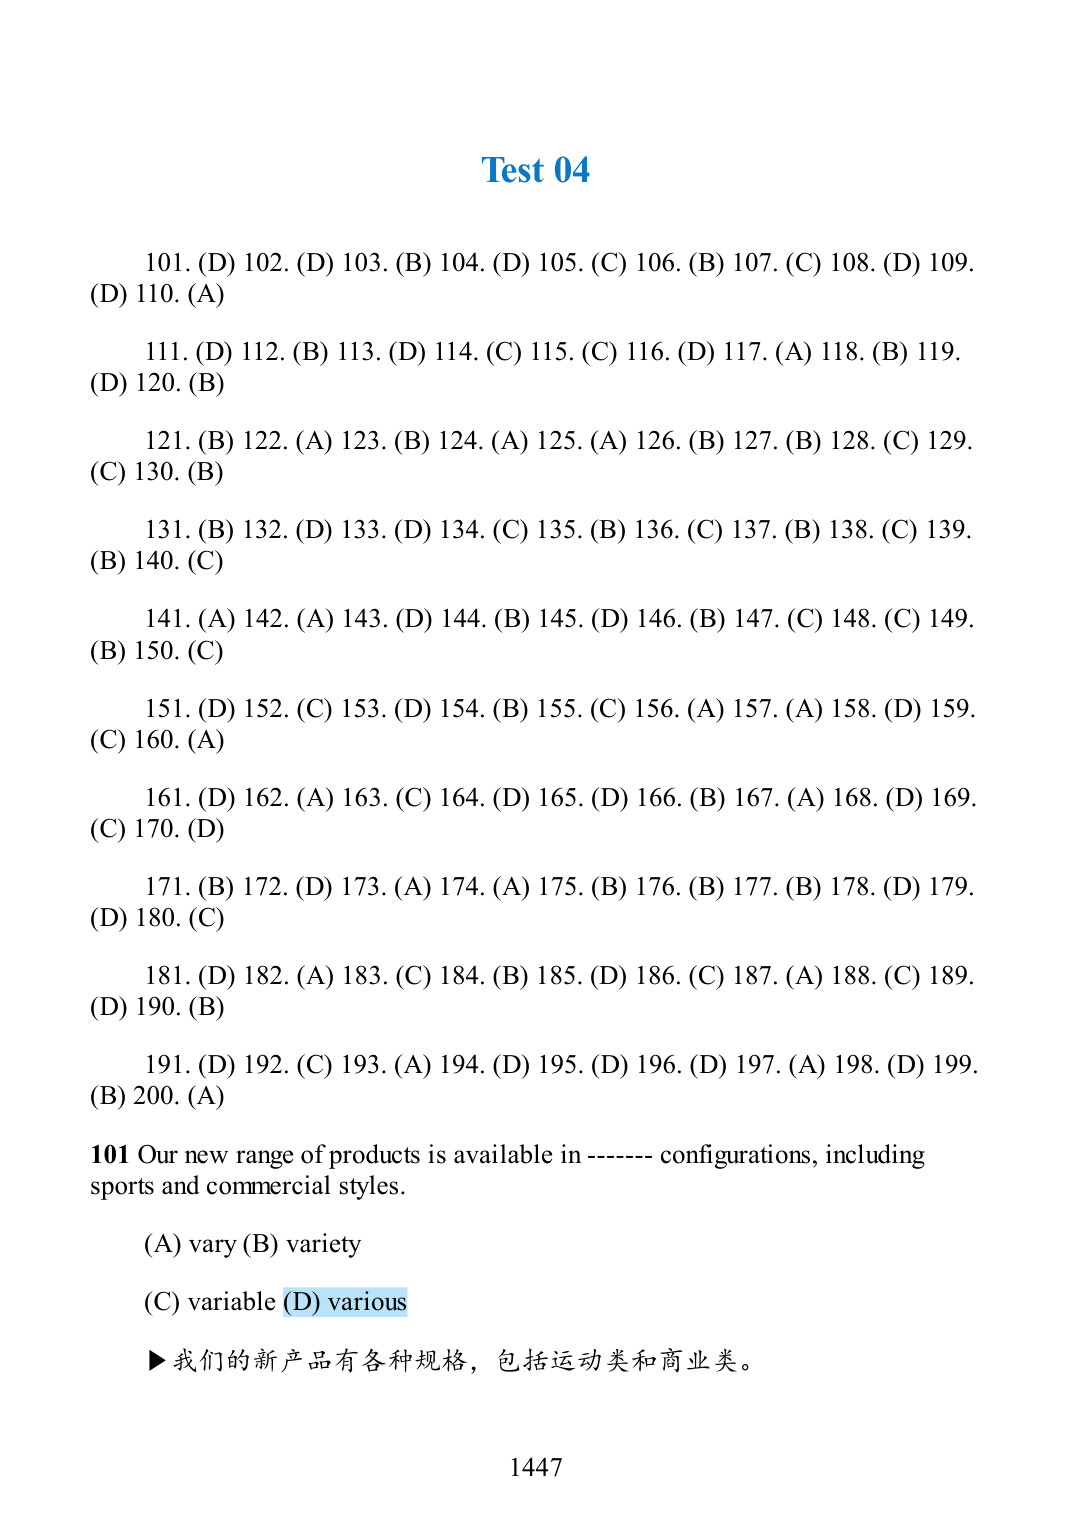 Test 04
101. (D) 102. (D) 103. (B) 104. (D) 105. (C) 106. (B) 107. (C) 108. (D) 109.
(D) 110. (A)
111. (D) 112. (B) 113. (D) 114. (C) 115. (C) 116. (D) 117. (A) 118. (B) 119.
(D) 120. (B)
121. (B) 122. (A) 123. (B) 124. (A) 125. (A) 126. (B) 127. (B) 128. (C) 129.
(C) 130. (B)
131. (B) 132. (D) 133. (D) 134. (C) 135. (B) 136. (C) 137. (B) 138. (C) 139.
(B) 140. (C)
141. (A) 142. (A) 143. (D) 144. (B) 145. (D) 146. (B) 147. (C) 148. (C) 149.
(B) 150. (C)
151. (D) 152. (C) 153. (D) 154. (B) 155. (C) 156. (A) 157. (A) 158. (D) 159.
(C) 160. (A)
161. (D) 162. (A) 163. (C) 164. (D) 165. (D) 166. (B) 167. (A) 168. (D) 169.
(C) 170. (D)
171. (B) 172. (D) 173. (A) 174. (A) 175. (B) 176. (B) 177. (B) 178. (D) 179.
(D) 180. (C)
181. (D) 182. (A) 183. (C) 184. (B) 185. (D) 186. (C) 187. (A) 188. (C) 189.
(D) 190. (B)
191. (D) 192. (C) 193. (A) 194. (D) 195. (D) 196. (D) 197. (A) 198. (D) 199.
(B) 200. (A)
101 Our new range of products is available in ------- configurations, including
sports and commercial styles.
(A) vary (B) variety
(C) variable (D) various
▶我们的新产品有各种规格，包括运动类和商业类。
1447